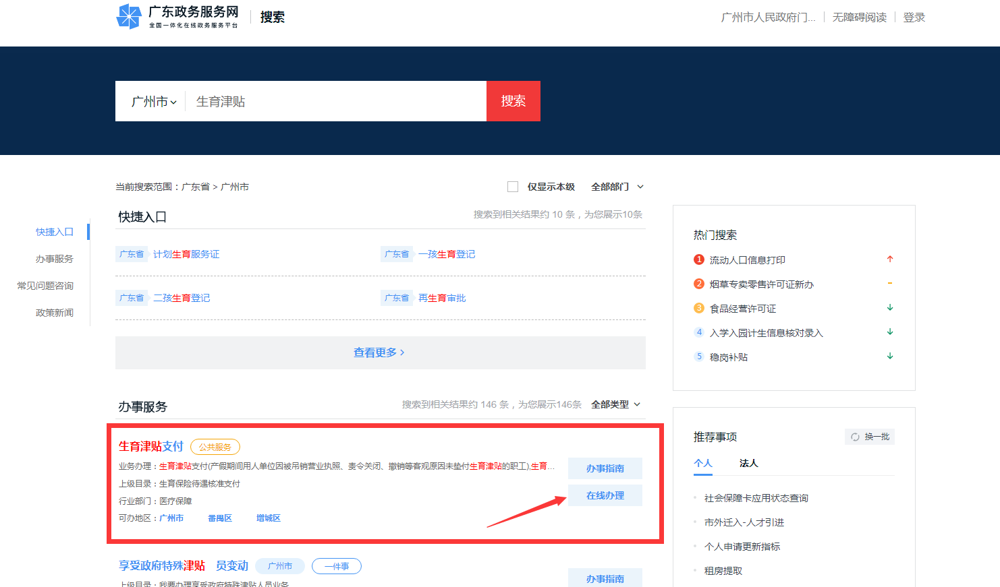 广东政务服务网
全国一体化在线政务服务平台
搜索
广州市人民政府门...
无障碍阅读
登录
广州市
生育津贴
搜索
当前搜索范围：广东省 > 广州市
仅显示本级
全部部门
快捷入口
办事服务
常见问题咨询
政策新闻
快捷入口
搜索到相关结果约 10 条，为您展示10条
广东省 计划生育服务证
广东省 一孩生育登记
广东省 二孩生育登记
广东省 再生育审批
查看更多 >
办事服务
搜索到相关结果约 146 条，为您展示146条
全部类型
生育津贴支付
公共服务
业务办理：生育津贴支付(产假期间用人单位因被吊销营业执照、责令关闭、撤销等客观原因未垫付生育津贴的职工),生育...
上级目录：生育保险待遇核准支付
行业部门：医疗保障
可办地区：广州市 番禺区 增城区
办事指南
在线办理
享受政府特殊津贴 员变动
广州市
一件事
上级目录：我要办理享受政府特殊津贴人员业务
办事指南
热门搜索
1 流动人口信息打印
2 烟草专卖零售许可证新办
3 食品经营许可证
4 入学入园计生信息核对录入
5 稳岗补贴
推荐事项
换一批
个人
法人
社会保障卡应用状态查询
市外迁入-人才引进
个人申请更新指标
租房提取